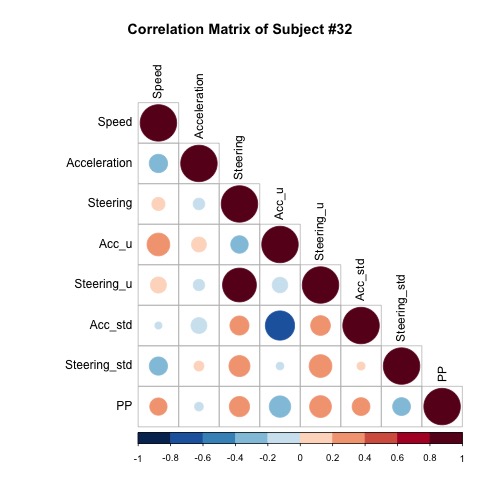 Correlation Matrix of Subject #32
Speed
Acceleration
Steering
Acc_u
Steering_u
Acc_std
Steering_std
PP
Speed
Acceleration
Steering
Acc_u
Steering_u
Acc_std
Steering_std
PP
-1 -0.8 -0.6 -0.4 -0.2 0 0.2 0.4 0.6 0.8 1